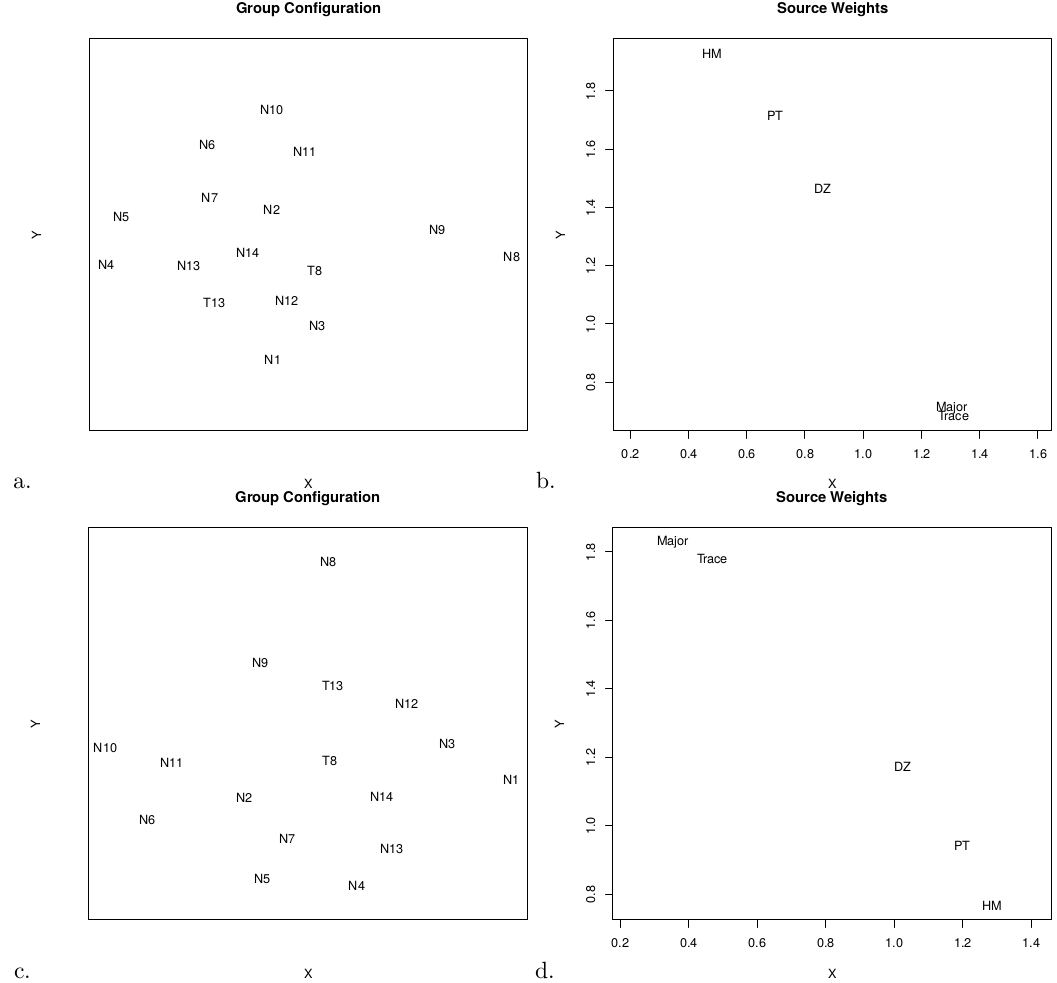 Group Configuration
N10
N6
N11
N7
N2
N5
N9
N14
N8
N4
N13
T8
T13
N12
N3
N1
Y
X
a.
Source Weights
HM
PT
DZ
Major
Trace
1.8
1.6
1.4
1.2
1.0
0.8
0.2 0.4 0.6 0.8 1.0 1.2 1.4 1.6
Y
X
b.
Group Configuration
N8
N9
T13
N12
N3
N10
N11
T8
N1
N2
N14
N6
N7
N13
N5
N4
Y
X
c.
Source Weights
Major
Trace
DZ
PT
HM
1.8
1.6
1.4
1.2
1.0
0.8
0.2 0.4 0.6 0.8 1.0 1.2 1.4
Y
X
d.